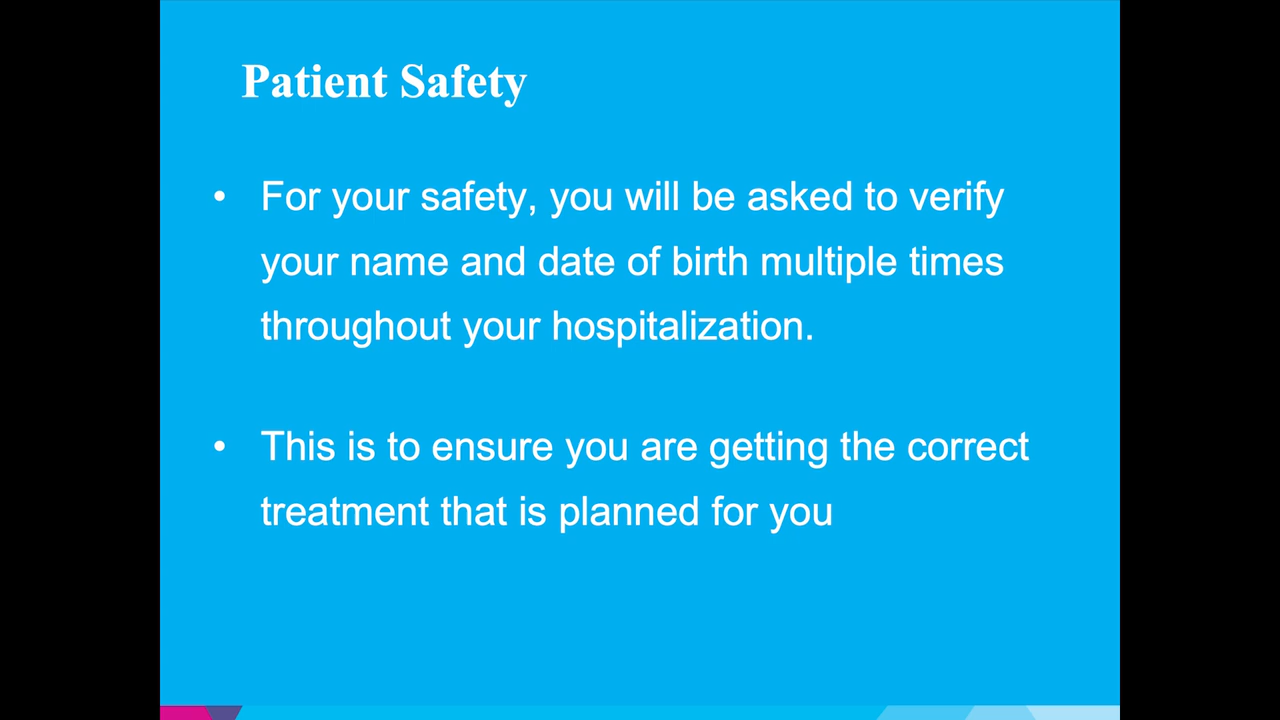 Patient Safety
• For your safety, you will be asked to verify
your name and date of birth multiple times
throughout your hospitalization.
• This is to ensure you are getting the correct
treatment that is planned for you